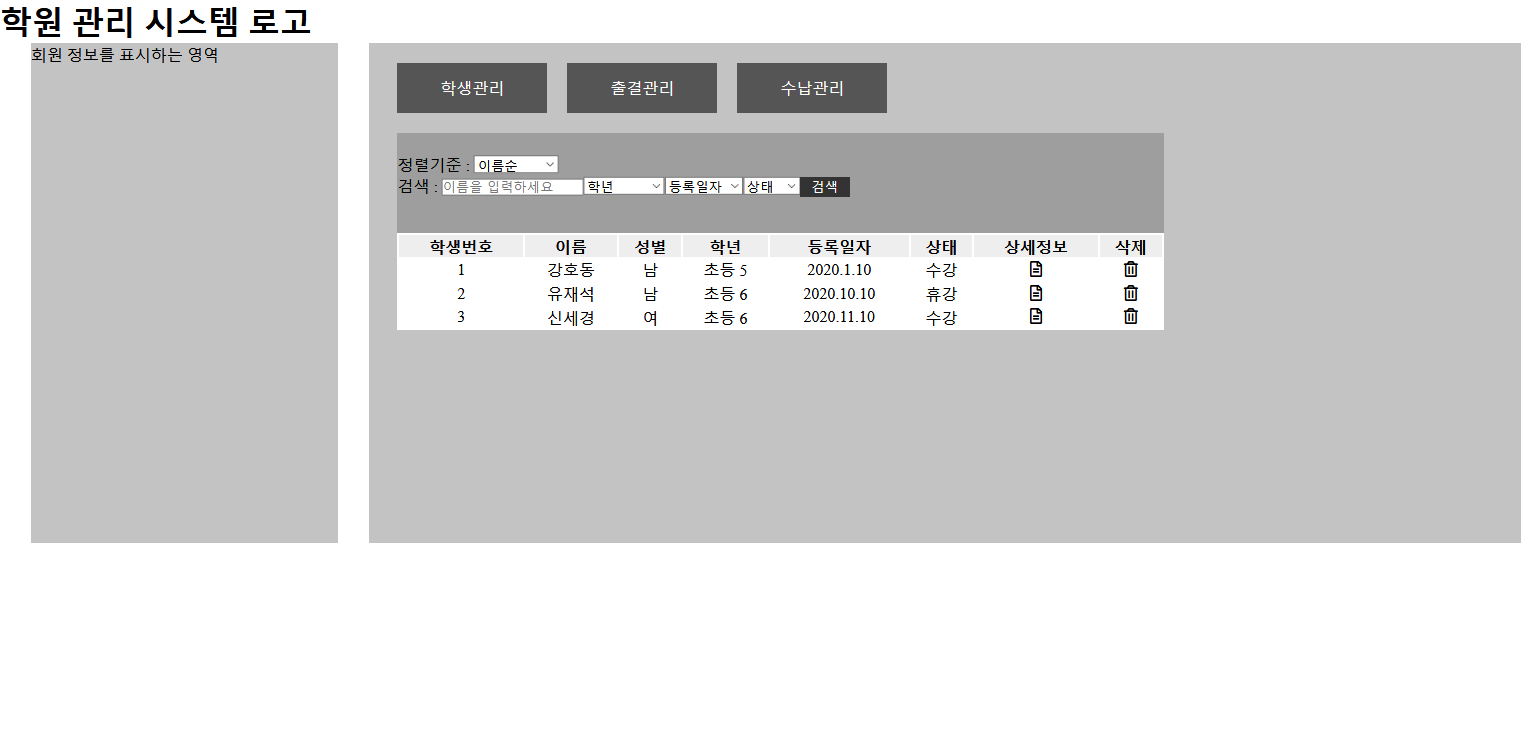 학원 관리 시스템 로고
회원 정보를 표시하는 영역
학생관리 출결관리 수납관리
정렬기준 : 이름순
검색 : 이름을 입력하세요 학년 등록일자 상태 검색
학생번호 이름 성별 학년 등록일자 상태 상세정보 삭제
1 강호동 남 초등 5 2020.1.10 수강
2 유재석 남 초등 6 2020.10.10 휴강
3 신세경 여 초등 6 2020.11.10 수강